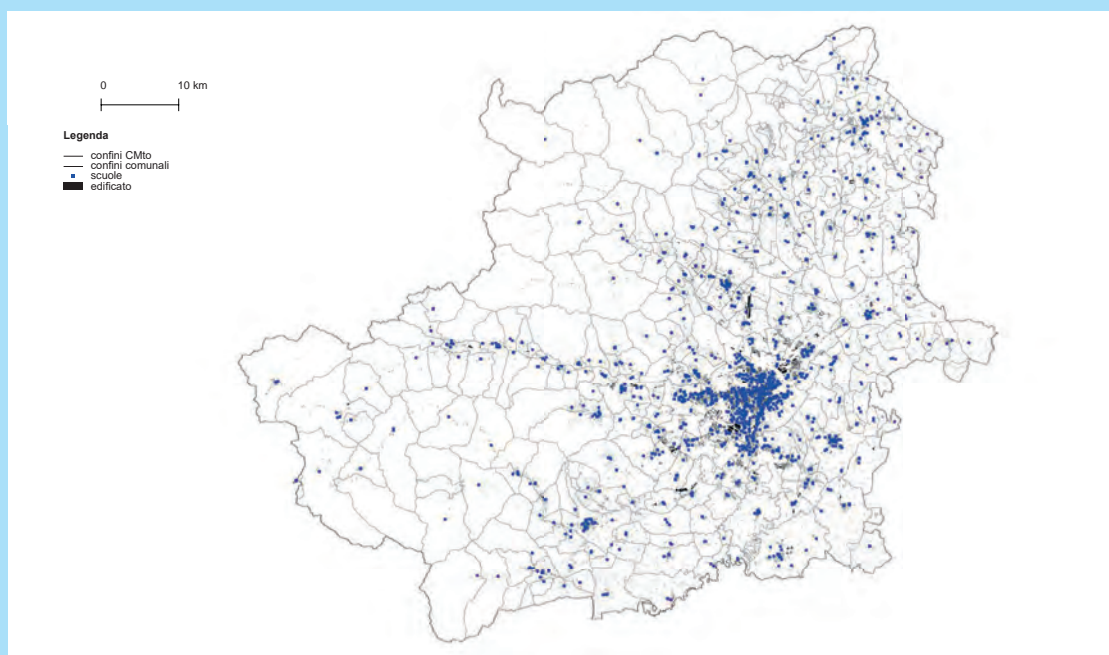 0 10 km
Legenda
confini CMto
confini comunali
scuole
edificato